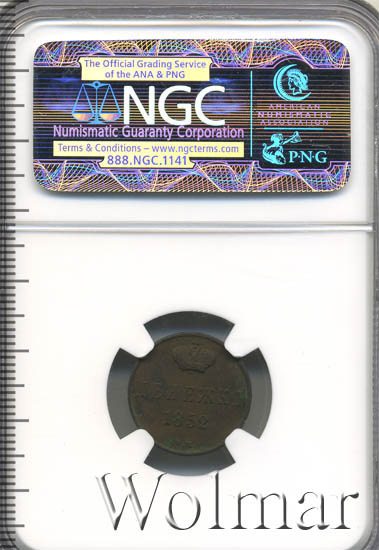 The Official Grading Service
of the ANA & PNG
NGC
Numismatic Guaranty Corporation
Terms & Conditions – www.ngcterms.com
888.NGC.1141
AMERICAN
NUMISMATIC
ASSOCIATION
P·N·G
ДЕНЕЖКА
1852
Wolmar